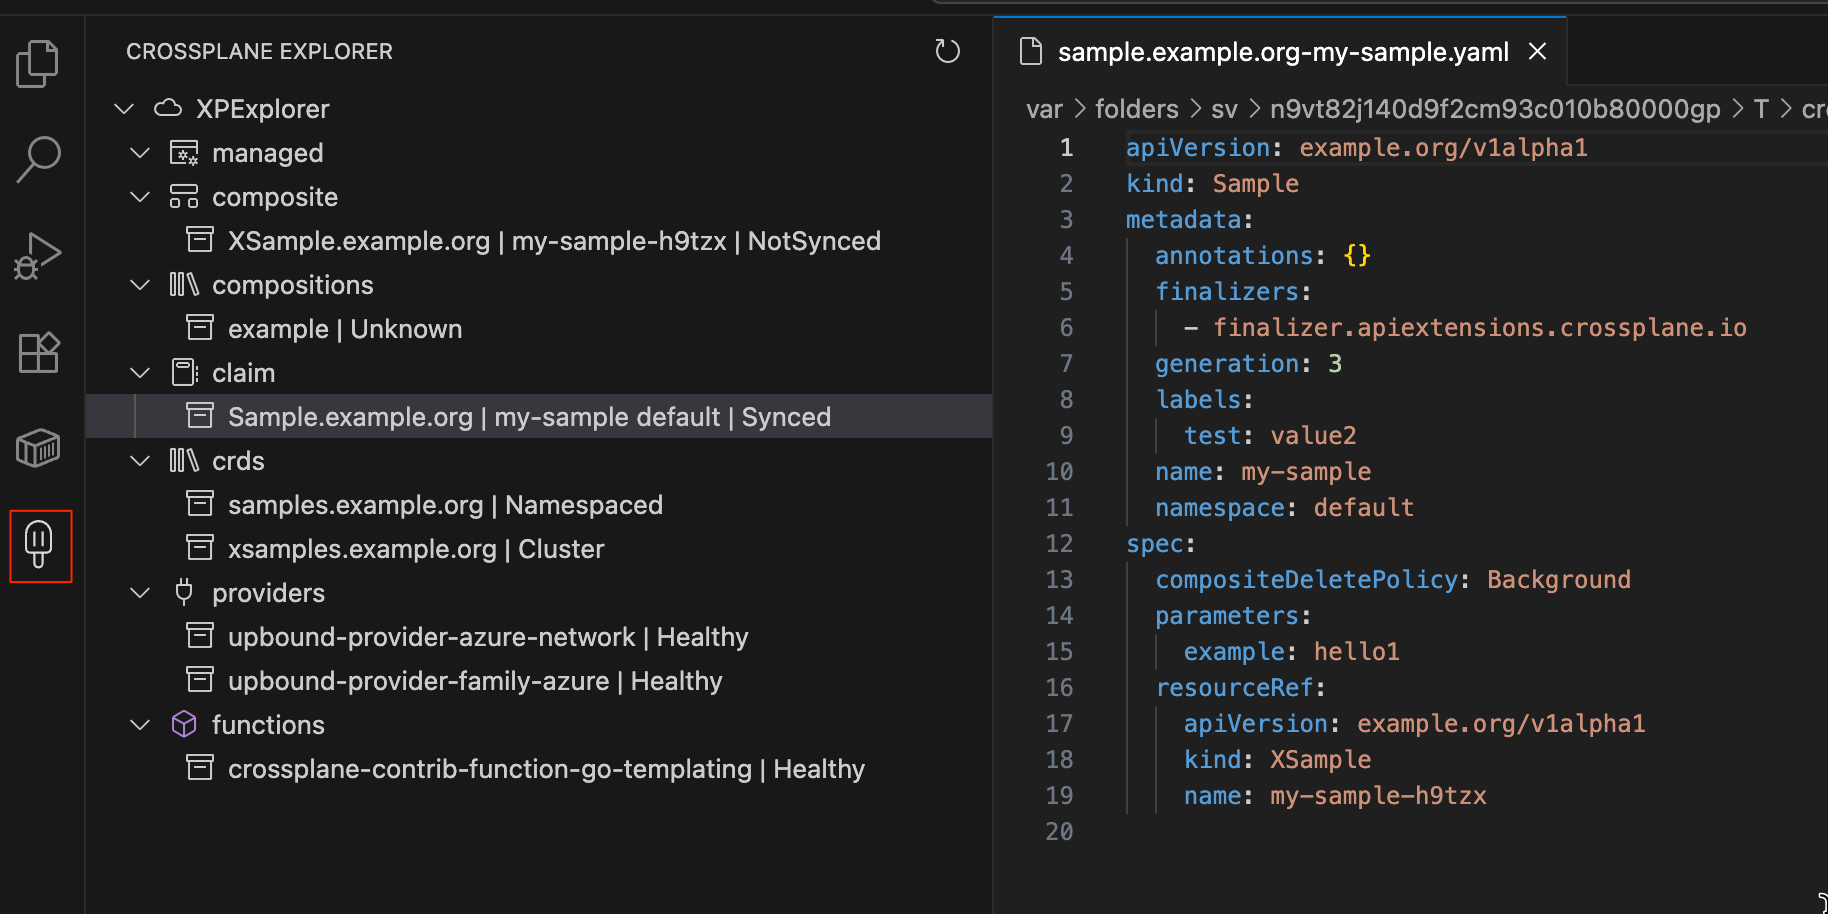 CROSSPLANE EXPLORER
XPExplorer
managed
composite
XSample.example.org | my-sample-h9tzx | NotSynced
compositions
example | Unknown
claim
Sample.example.org | my-sample default | Synced
crds
samples.example.org | Namespaced
xsamples.example.org | Cluster
providers
upbound-provider-azure-network | Healthy
upbound-provider-family-azure | Healthy
functions
crossplane-contrib-function-go-templating | Healthy
sample.example.org-my-sample.yaml
var > folders > sv > n9vt82j140d9f2cm93c010b80000gp > T >
1 apiVersion: example.org/v1alpha1
2 kind: Sample
3 metadata:
4 annotations: {}
5 finalizers:
6 - finalizer.apiextensions.crossplane.io
7 generation: 3
8 labels:
9 test: value2
10 name: my-sample
11 namespace: default
12 spec:
13 compositeDeletePolicy: Background
14 parameters:
15 example: hello1
16 resourceRef:
17 apiVersion: example.org/v1alpha1
18 kind: XSample
19 name: my-sample-h9tzx
20